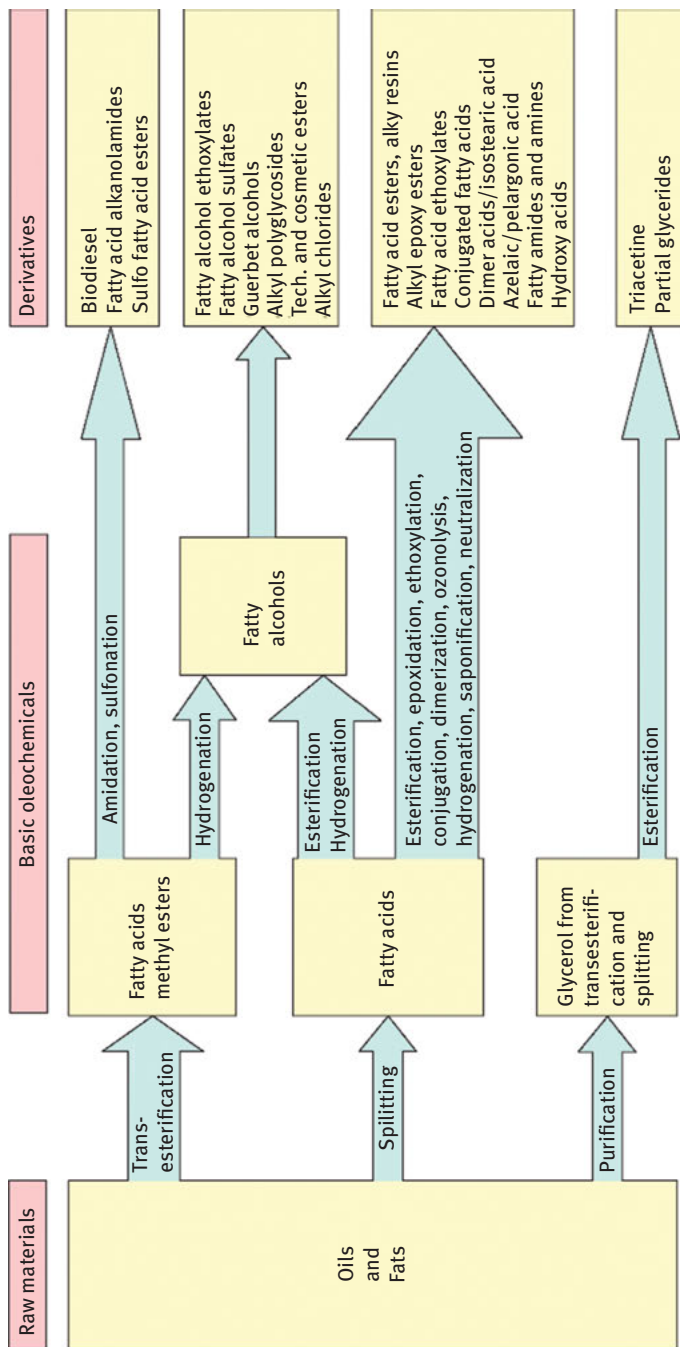 Raw materials
Basic oleochemicals
Derivatives
Oils
and
Fats
Trans-
esterification
Spilitting
Purification
Fatty acids
methyl esters
Fatty acids
Glycerol from
transesterifi-
cation and
splitting
Amidation, sulfonation
Hydrogenation
Esterification
Hydrogenation
Fatty
alcohols
Esterification, epoxidation, ethoxylation,
conjugation, dimerization, ozonolysis,
hydrogenation, saponification, neutralization
Esterification
Biodiesel
Fatty acid alkanolamides
Sulfo fatty acid esters
Fatty alcohol ethoxylates
Fatty alcohol sulfates
Guerbet alcohols
Alkyl polyglycosides
Tech. and cosmetic esters
Alkyl chlorides
Fatty acid esters, alky resins
Alkyl epoxy esters
Fatty acid ethoxylates
Conjugated fatty acids
Dimer acids/isostearic acid
Azelaic/pelargonic acid
Fatty amides and amines
Hydroxy acids
Triacetine
Partial glycerides